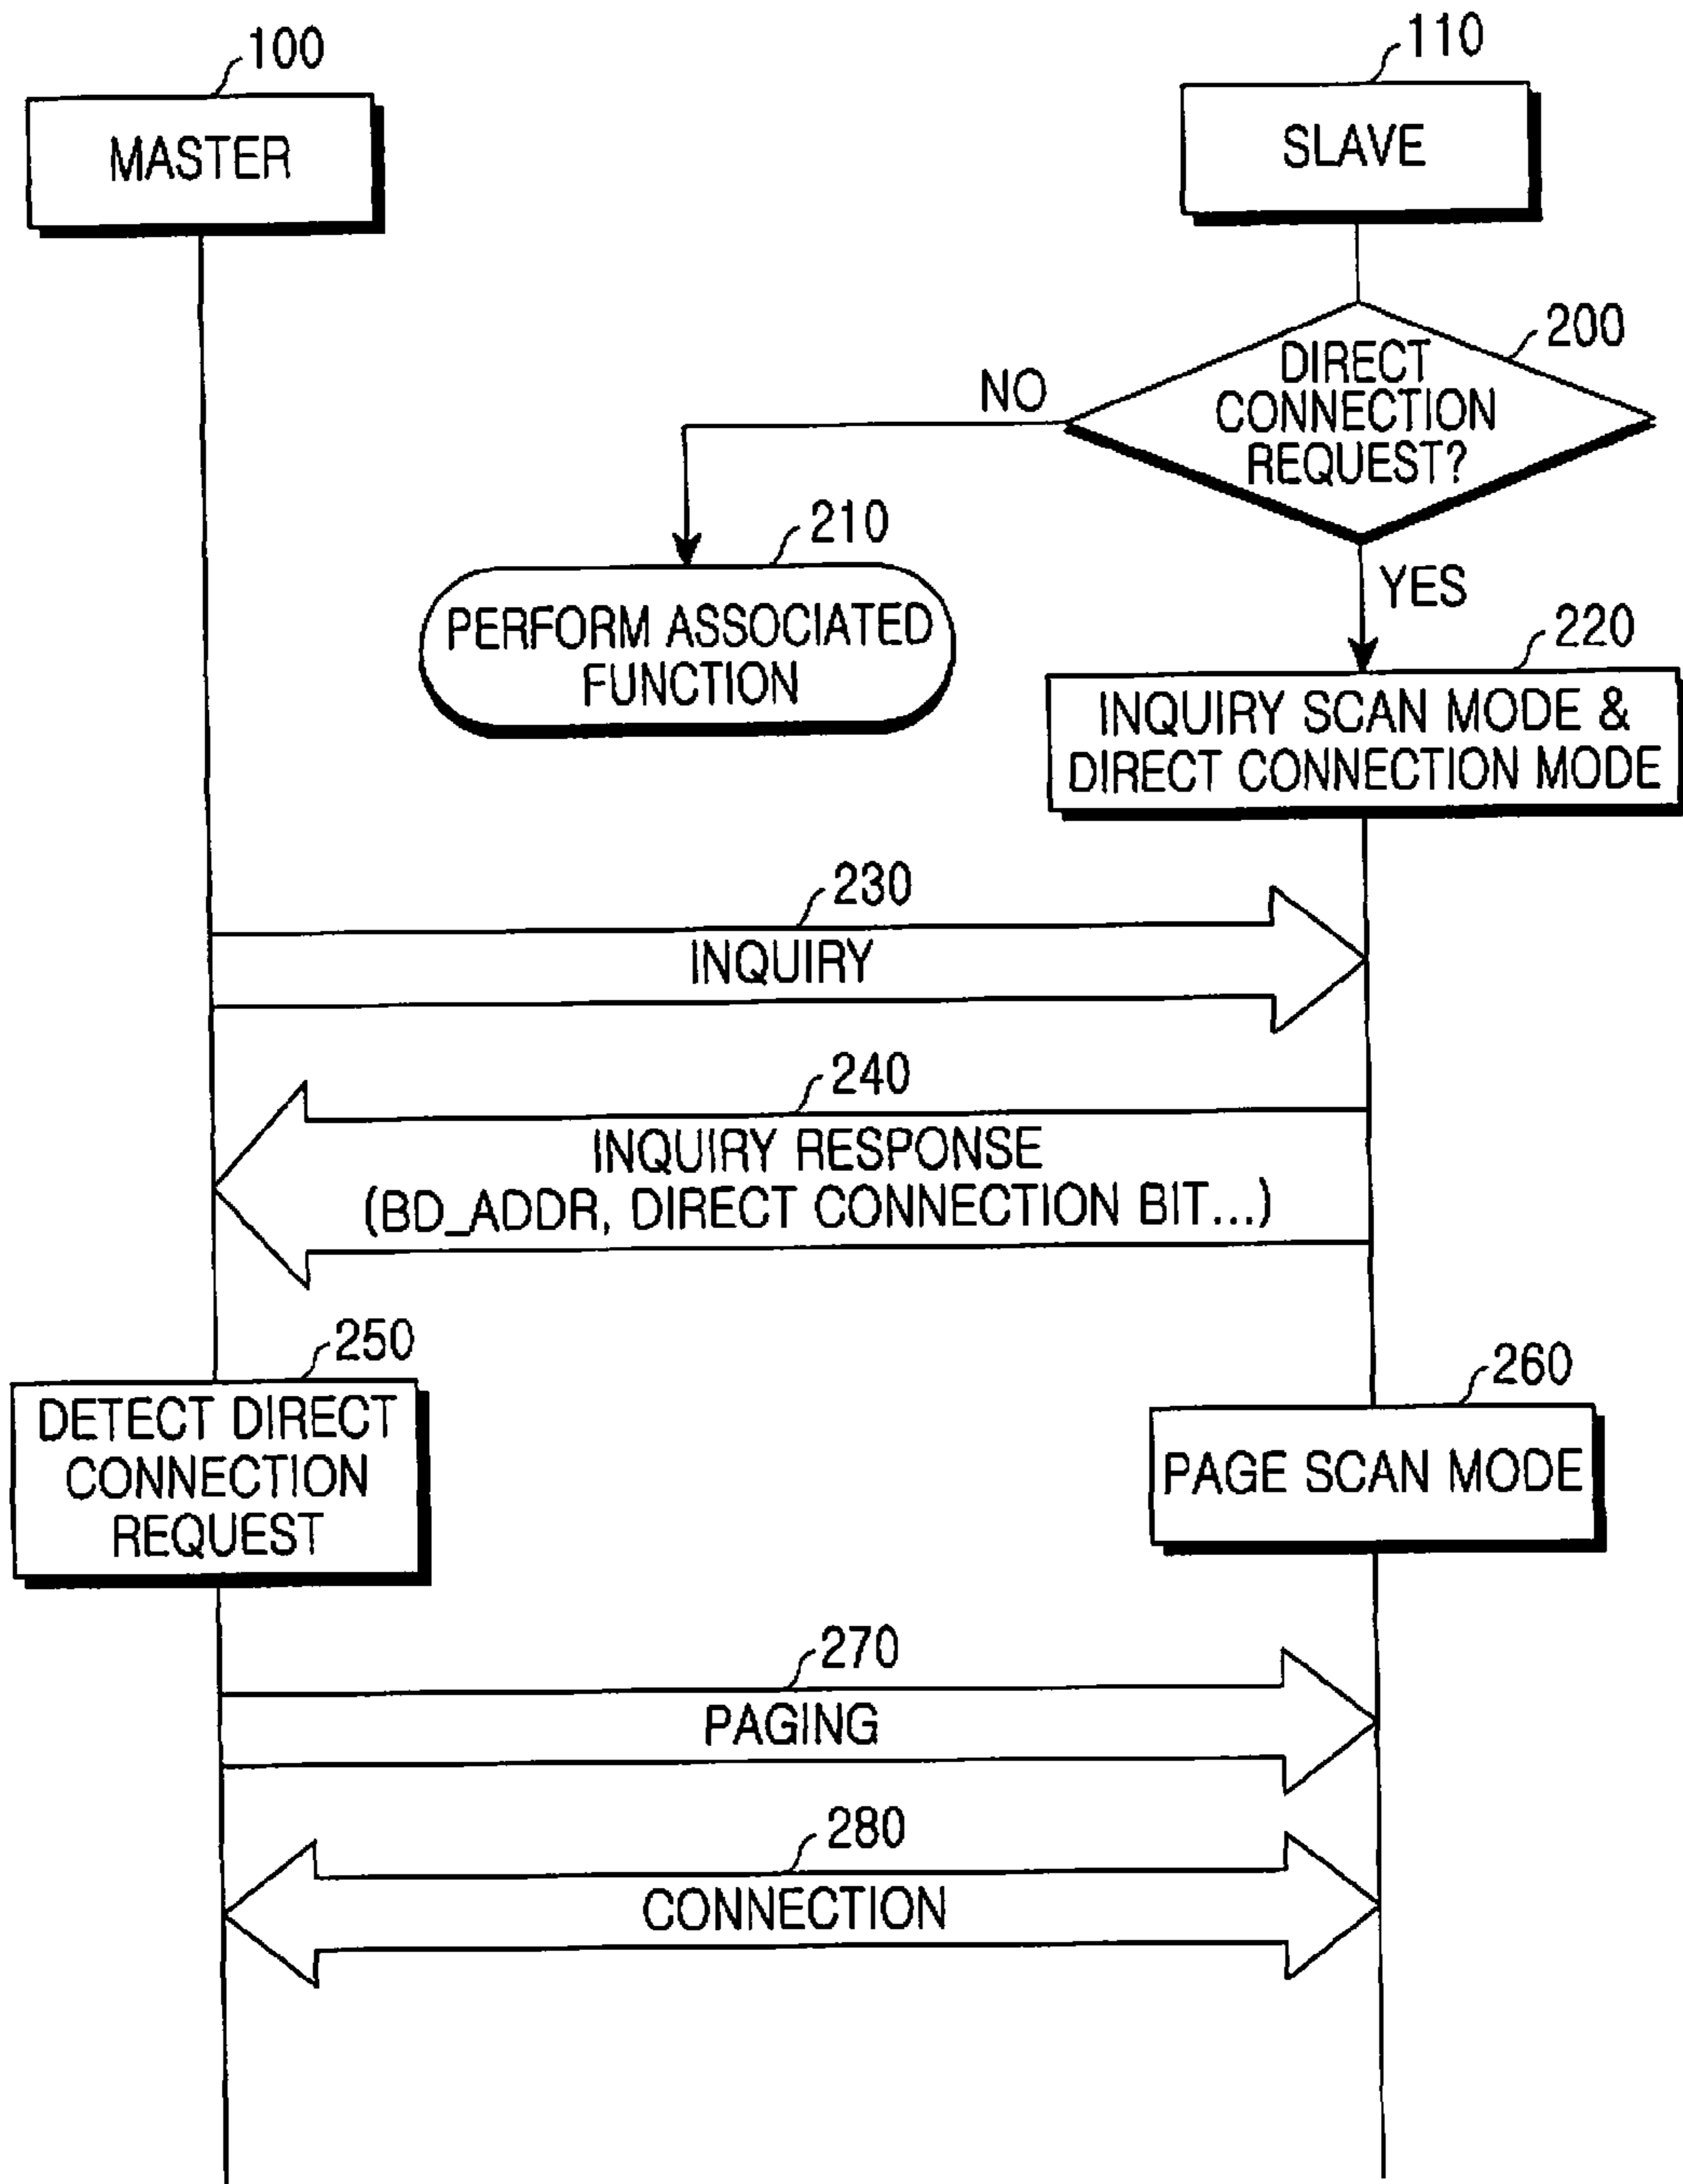 100
110
MASTER
SLAVE
200
DIRECT
CONNECTION
REQUEST?
NO
YES
210
PERFORM ASSOCIATED
FUNCTION
220
INQUIRY SCAN MODE &
DIRECT CONNECTION MODE
230
INQUIRY
240
INQUIRY RESPONSE
(BD_ADDR, DIRECT CONNECTION BIT...)
250
DETECT DIRECT
CONNECTION
REQUEST
260
PAGE SCAN MODE
270
PAGING
280
CONNECTION